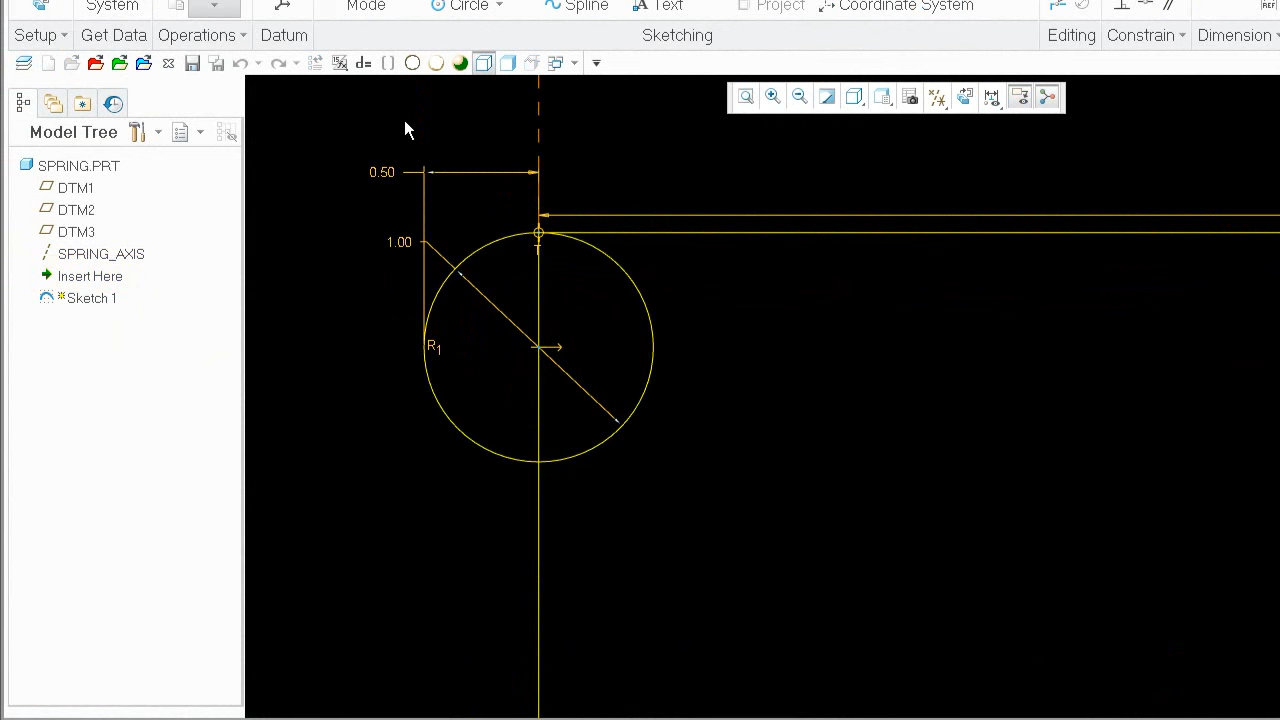 System Mode Circle Spline Text Project Coordinate System
Setup Get Data Operations Datum Sketching Editing Constrain Dimension
d=
Model Tree
SPRING.PRT
DTM1
DTM2
DTM3
SPRING_AXIS
Insert Here
Sketch 1
0.50
1.00
T
R1